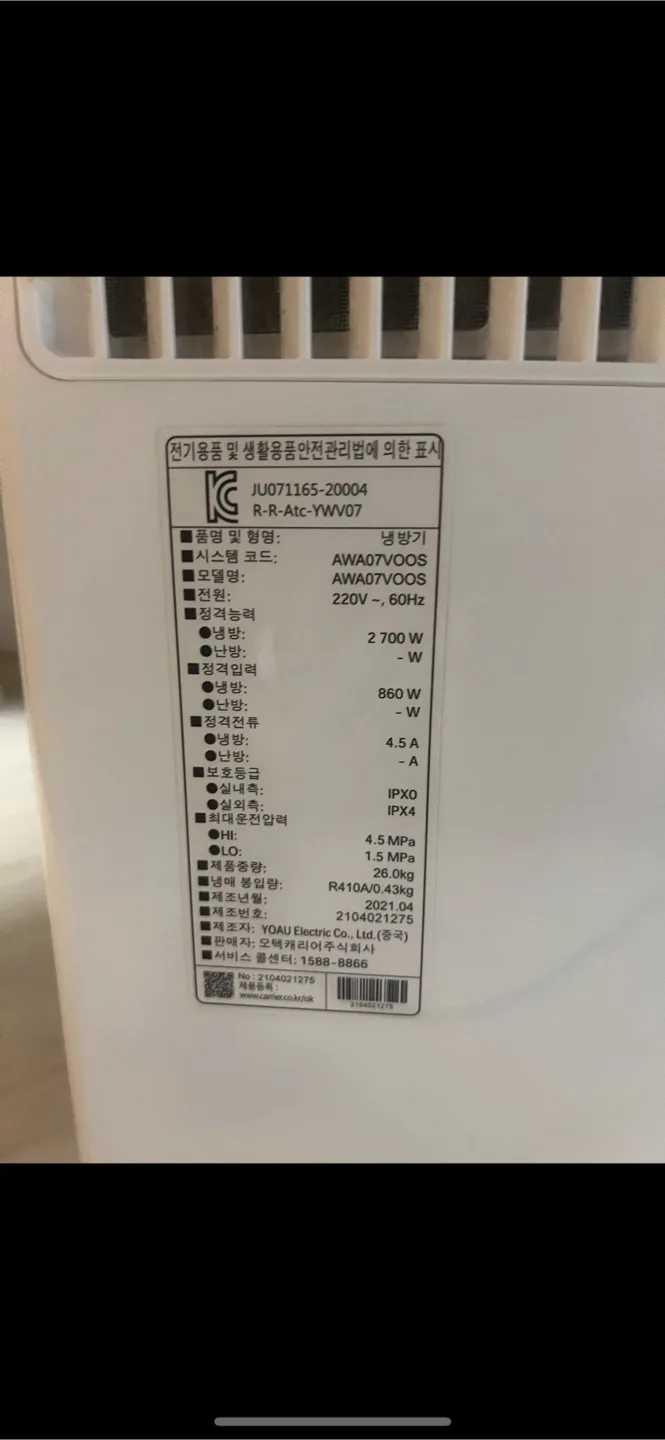 전기용품 및 생활용품안전관리법에 의한 표시
JU071165-20004
R-R-Atc-YWV07
■품명 및 형명: 냉방기
■시스템 코드: AWA07VOOS
■모델명: AWA07VOOS
■전원: 220V ~, 60Hz
■정격능력
●냉방: 2 700 W
●난방: - W
■정격입력
●냉방: 860 W
●난방: - W
■정격전류
●냉방: 4.5 A
●난방: - A
■보호등급
●실내측: IPX0
●실외측: IPX4
■최대운전압력
●HI: 4.5 MPa
●LO: 1.5 MPa
■제품중량: 26.0kg
■냉매 봉입량: R410A/0.43kg
■제조년월: 2021.04
■제조번호: 2104021275
■제조자: YOAU Electric Co., Ltd.(중국)
■판매자: 오텍캐리어주식회사
■서비스 콜센터: 1588-8866
No : 2104021275
제품등록 :
www.carrier.co.kr/ok
2104021275